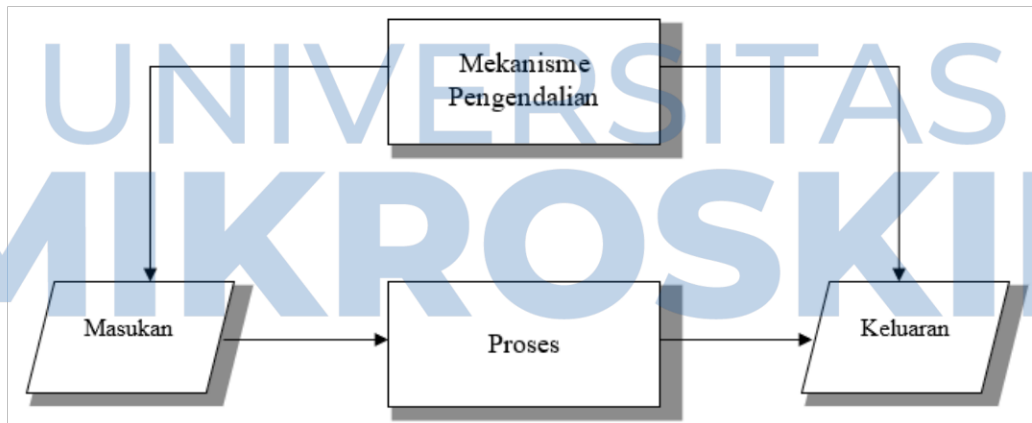 UNIVERSITAS
MIKROSKIL
Mekanisme
Pengendalian
Masukan
Proses
Keluaran